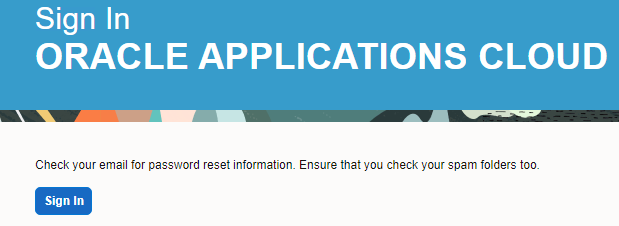 Sign In
ORACLE APPLICATIONS CLOUD
Check your email for password reset information. Ensure that you check your spam folders too.
Sign In